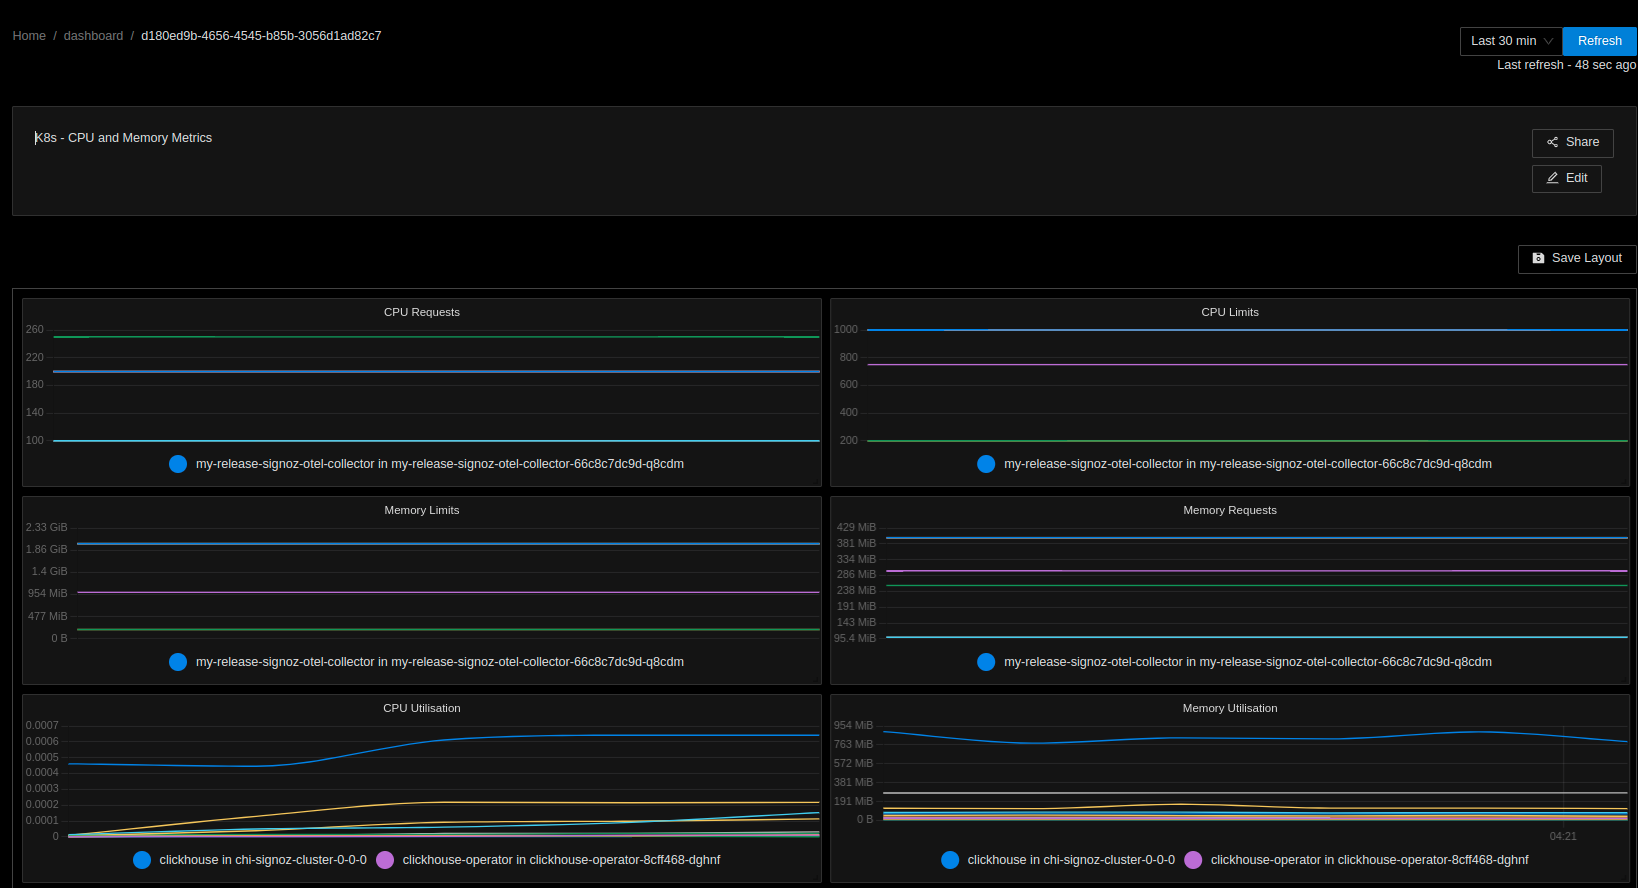 Home / dashboard / d180ed9b-4656-4545-b85b-3056d1ad82c7
Last 30 min
Refresh
Last refresh - 48 sec ago
K8s - CPU and Memory Metrics
Share
Edit
Save Layout
CPU Requests
260
220
180
140
100
my-release-signoz-otel-collector in my-release-signoz-otel-collector-66c8c7dc9d-q8cdm
CPU Limits
1000
800
600
400
200
my-release-signoz-otel-collector in my-release-signoz-otel-collector-66c8c7dc9d-q8cdm
Memory Limits
2.33 GiB
1.86 GiB
1.4 GiB
954 MiB
477 MiB
0 B
my-release-signoz-otel-collector in my-release-signoz-otel-collector-66c8c7dc9d-q8cdm
Memory Requests
429 MiB
381 MiB
334 MiB
286 MiB
238 MiB
191 MiB
143 MiB
95.4 MiB
my-release-signoz-otel-collector in my-release-signoz-otel-collector-66c8c7dc9d-q8cdm
CPU Utilisation
0.0007
0.0006
0.0005
0.0004
0.0003
0.0002
0.0001
0
clickhouse in chi-signoz-cluster-0-0-0 clickhouse-operator in clickhouse-operator-8cff468-dghnf
Memory Utilisation
954 MiB
763 MiB
572 MiB
381 MiB
191 MiB
0 B
04:21
clickhouse in chi-signoz-cluster-0-0-0 clickhouse-operator in clickhouse-operator-8cff468-dghnf